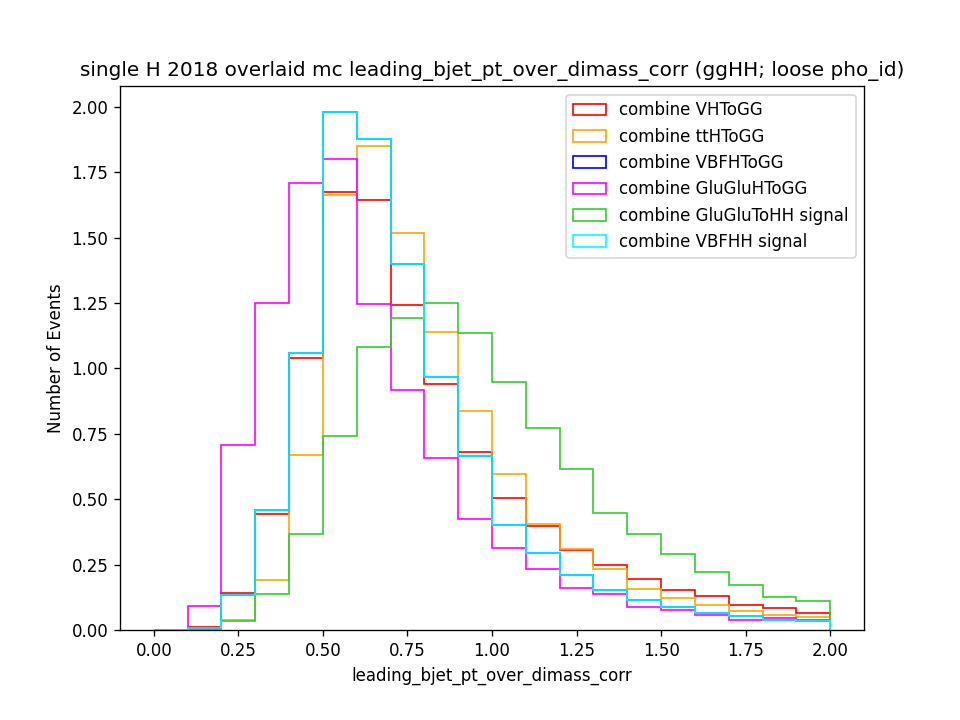 single H 2018 overlaid mc leading_bjet_pt_over_dimass_corr (ggHH; loose pho_id)
combine VHToGG
combine ttHToGG
combine VBFHToGG
combine GluGluHToGG
combine GluGluToHH signal
combine VBFHH signal
Number of Events
2.00
1.75
1.50
1.25
1.00
0.75
0.50
0.25
0.00
0.00 0.25 0.50 0.75 1.00 1.25 1.50 1.75 2.00
leading_bjet_pt_over_dimass_corr